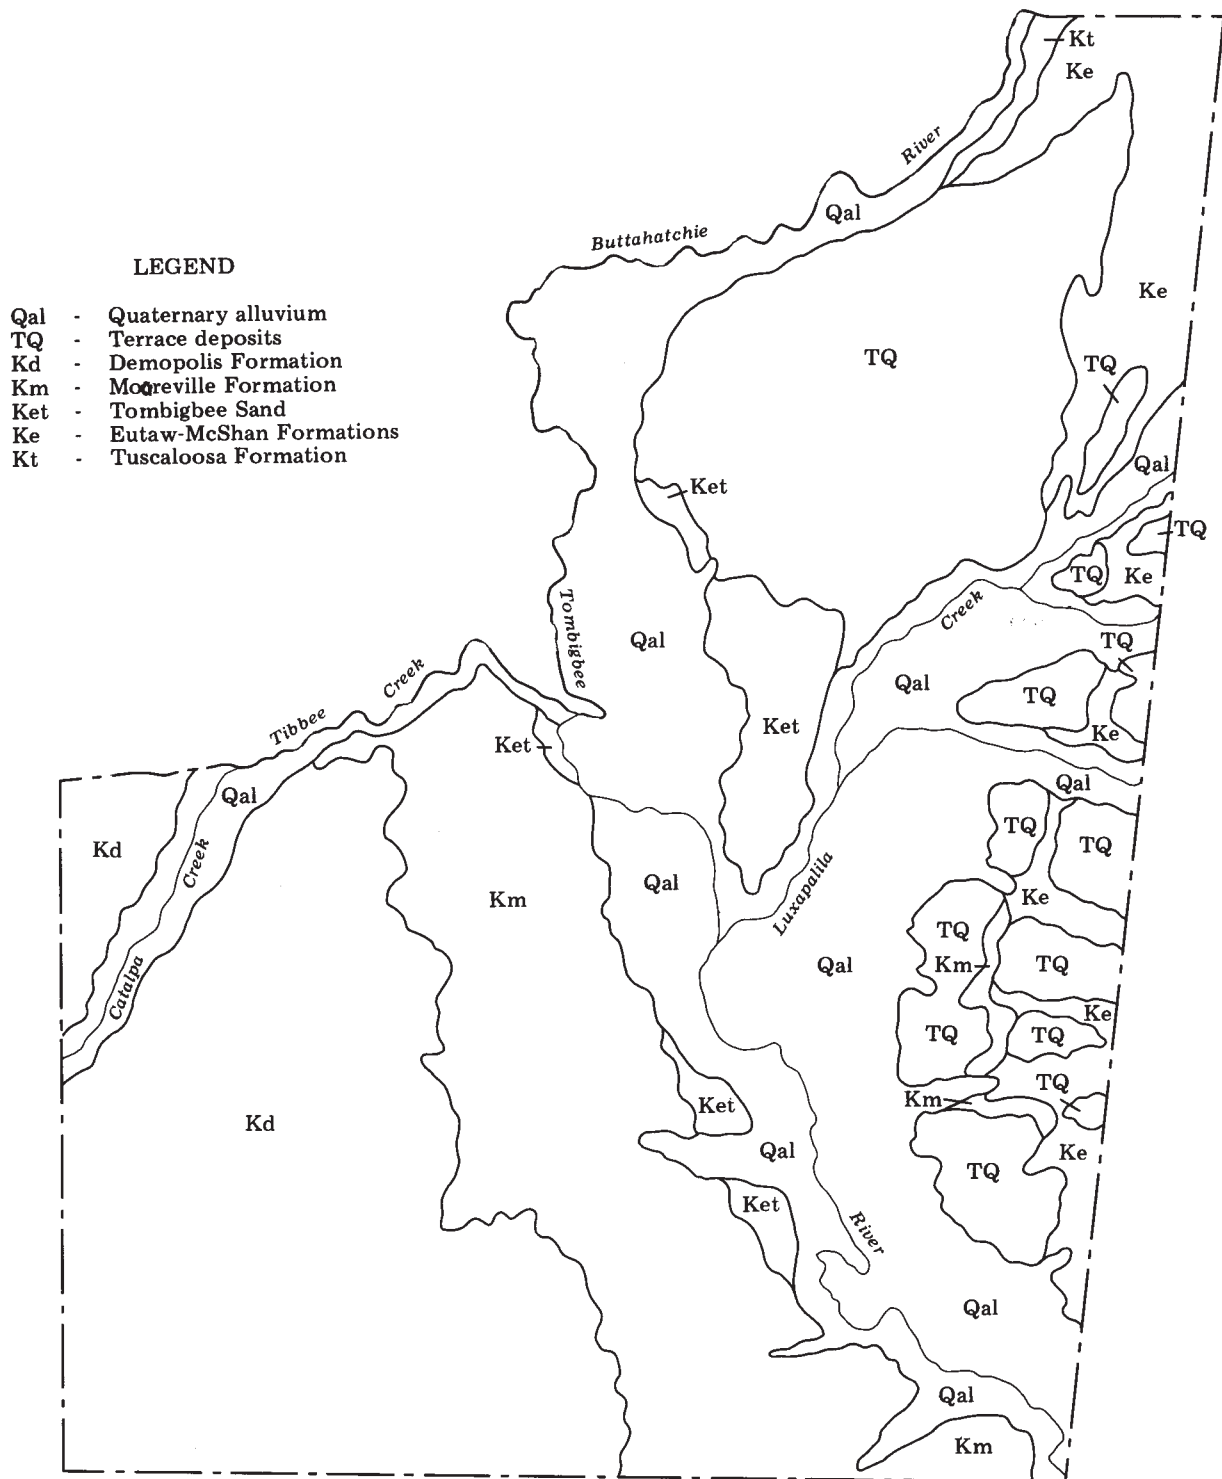 Kt
Ke
River
Qal
Buttahatchie
LEGEND
Qal - Quaternary alluvium
TQ - Terrace deposits
Kd - Demopolis Formation
Km - Mooreville Formation
Ket - Tombigbee Sand
Ke - Eutaw-McShan Formations
Kt - Tuscaloosa Formation
Ke
TQ
TQ
Qal
Ket
TQ
TQ
Ke
Creek
Tombigbee
Qal
TQ
Creek
Qal
TQ
Tibbee
Ket
Ke
Ket
Qal
Qal
TQ
TQ
Kd
Creek
Qal
Luxapalila
Km
Ke
TQ
Catalpa
Qal
Km
TQ
Ke
TQ
TQ
TQ
Km
Ket
Kd
Qal
Ke
TQ
Ket
River
Qal
Qal
Km